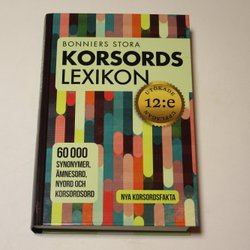 BONNIERS STORA
KORSORDS
LEXIKON
UTÖKADE
12:e
UPPLAGAN
60 000
SYNONYMER,
ÄMNESORD,
NYORD OCH
KORSORDSORD
NYA KORSORDSFAKTA